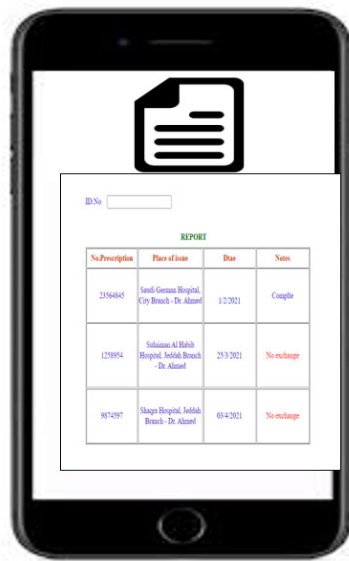 ID.No
REPORT
No.Prescription Place of issue Dtae Notes
23564845 Saudi German Hospital, City Branch - Dr. Ahmed 1/2/2021 Complte
1258954 Sulaiman Al Habib Hospital, Jeddah Branch - Dr. Ahmed 25/3/2021 No exchange
9874597 Hospital, Jeddah Branch - Dr. Ahmed 03/4/2021 No exchange